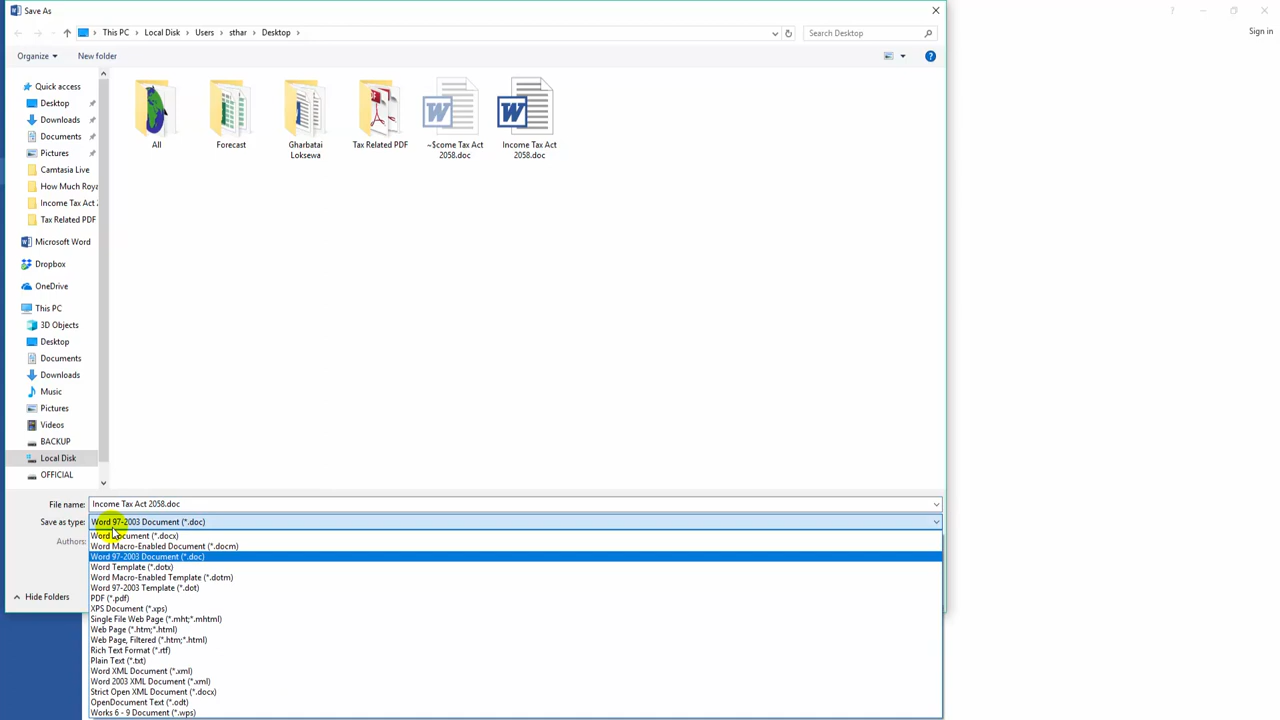 Save As
Sign in
This PC
Local Disk
Users
sthar
Desktop
Search Desktop
Organize
New folder
Quick access
Desktop
Downloads
Documents
Pictures
Camtasia Live
How Much Roya
Income Tax Act 2
Tax Related PDF
Microsoft Word
Dropbox
OneDrive
This PC
3D Objects
Desktop
Documents
Downloads
Music
Pictures
Videos
BACKUP
Local Disk
OFFICIAL
All
Forecast
Gharbatai
Loksewa
Tax Related PDF
~$come Tax Act
2058.doc
Income Tax Act
2058.doc
File name: Income Tax Act 2058.doc
Save as type: Word 97-2003 Document (*.doc)
Authors:
Word Document (*.docx)
Word Macro-Enabled Document (*.docm)
Word 97-2003 Document (*.doc)
Word Template (*.dotx)
Word Macro-Enabled Template (*.dotm)
Word 97-2003 Template (*.dot)
PDF (*.pdf)
XPS Document (*.xps)
Single File Web Page (*.mht;*.mhtml)
Web Page (*.htm;*.html)
Web Page, Filtered (*.htm;*.html)
Rich Text Format (*.rtf)
Plain Text (*.txt)
Word XML Document (*.xml)
Word 2003 XML Document (*.xml)
Strict Open XML Document (*.docx)
OpenDocument Text (*.odt)
Works 6 - 9 Document (*.wps)
Hide Folders